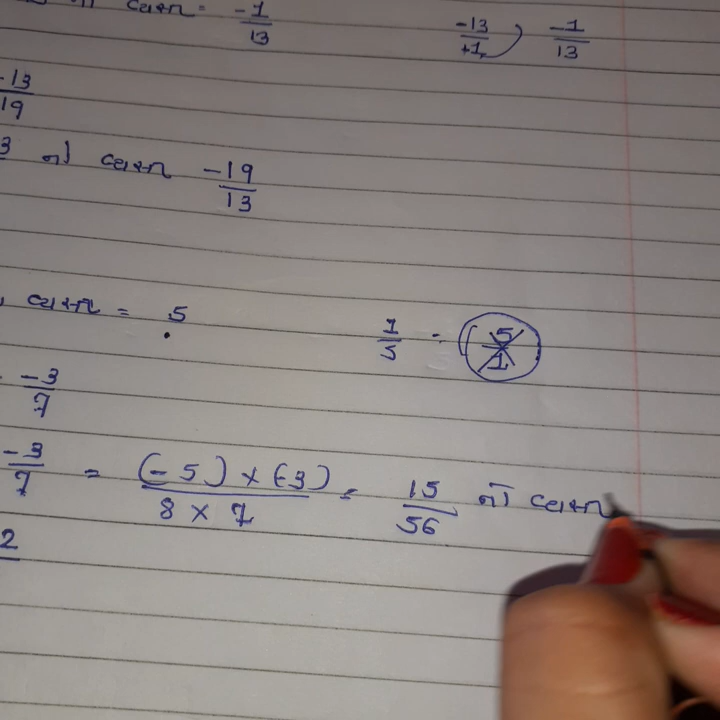 નો વ્યસ્ત = -1/13
-13/+1 -1/13
-13/19
3 નો વ્યસ્ત -19/13
વ્યસ્ત = 5
1/5 = 5/1
-3/7
-3/7 = (-5) × (-3) / 8 × 7 = 15/56 નો વ્યસ્ત
2